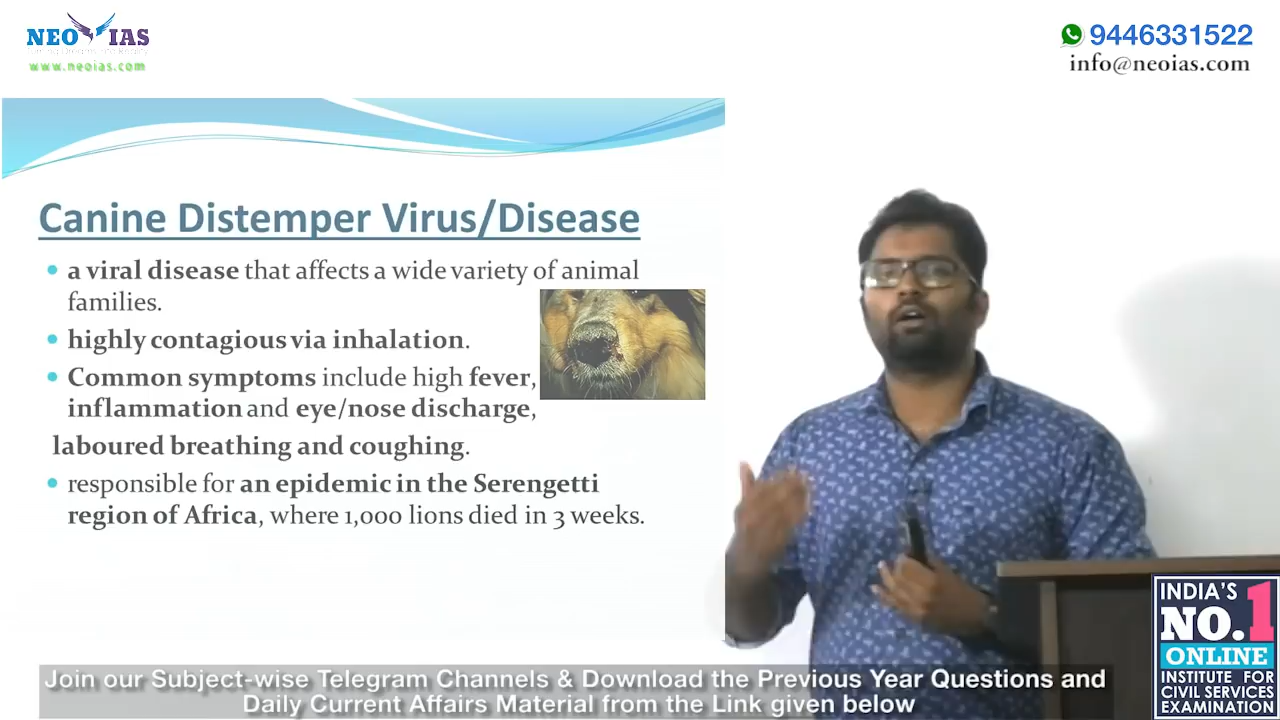 NEO IAS
www.neoias.com
9446331522
info@neoias.com
Canine Distemper Virus/Disease
• a viral disease that affects a wide variety of animal
families.
• highly contagious via inhalation.
• Common symptoms include high fever,
inflammation and eye/nose discharge,
laboured breathing and coughing.
• responsible for an epidemic in the Serengetti
region of Africa, where 1,000 lions died in 3 weeks.
INDIA'S
NO.1
ONLINE
INSTITUTE FOR
CIVIL SERVICES
EXAMINATION
Join our Subject-wise Telegram Channels & Download the Previous Year Questions and
Daily Current Affairs Material from the Link given below